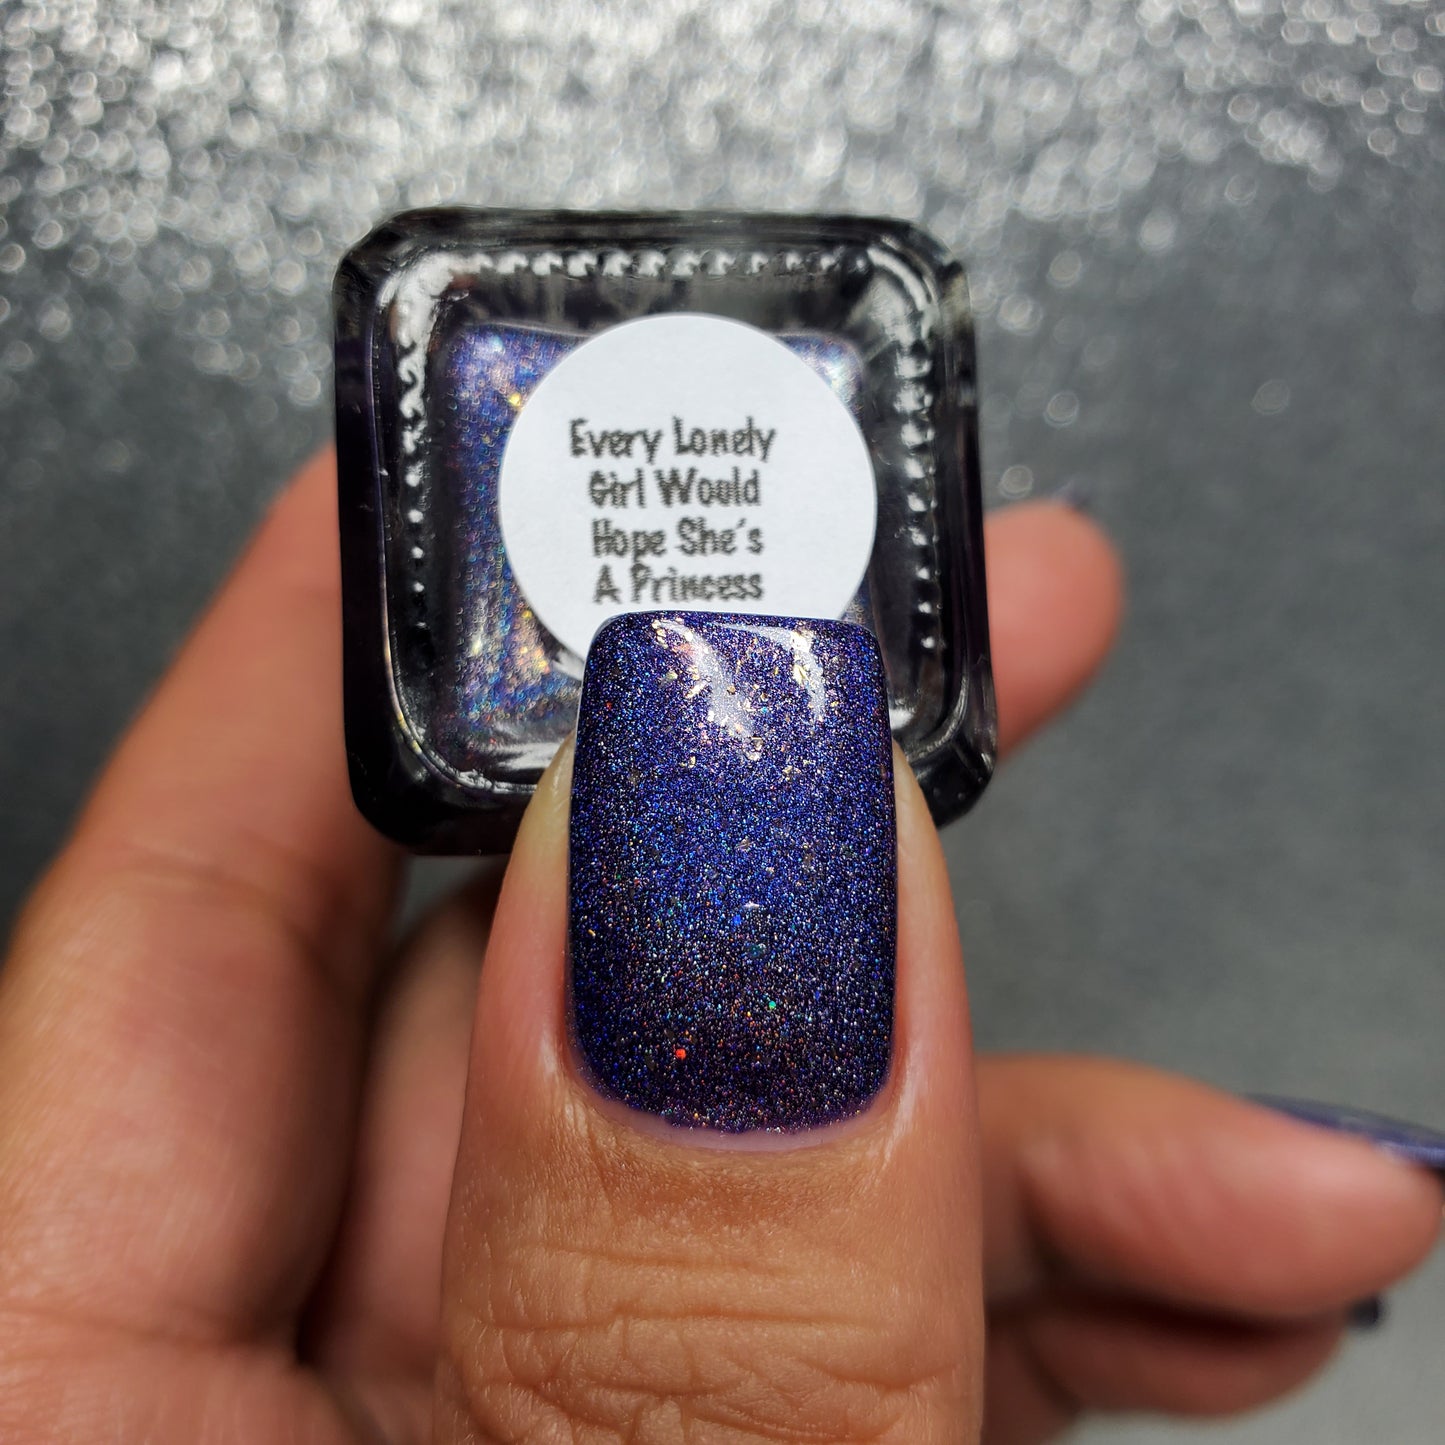 Every Lonely
Girl Would
Hope She's
A Princess